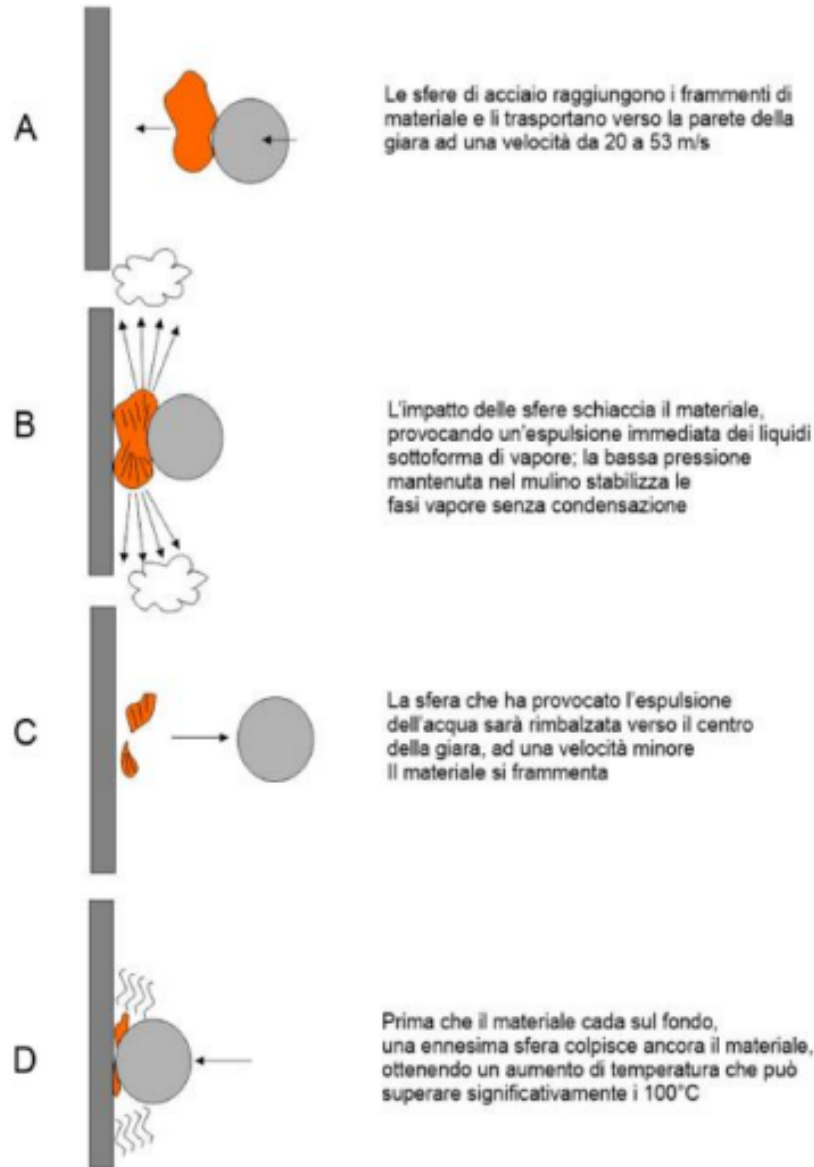 A
Le sfere di acciaio raggiungono i frammenti di
materiale e li trasportano verso la parete della
giara ad una velocità da 20 a 53 m/s
B
L'impatto delle sfere schiaccia il materiale,
provocando un'espulsione immediata dei liquidi
sottoforma di vapore; la bassa pressione
mantenuta nel mulino stabilizza le
fasi vapore senza condensazione
C
La sfera che ha provocato l'espulsione
dell'acqua sarà rimbalzata verso il centro
della giara, ad una velocità minore
Il materiale si frammenta
D
Prima che il materiale cada sul fondo,
una ennesima sfera colpisce ancora il materiale,
ottenendo un aumento di temperatura che può
superare significativamente i 100°C